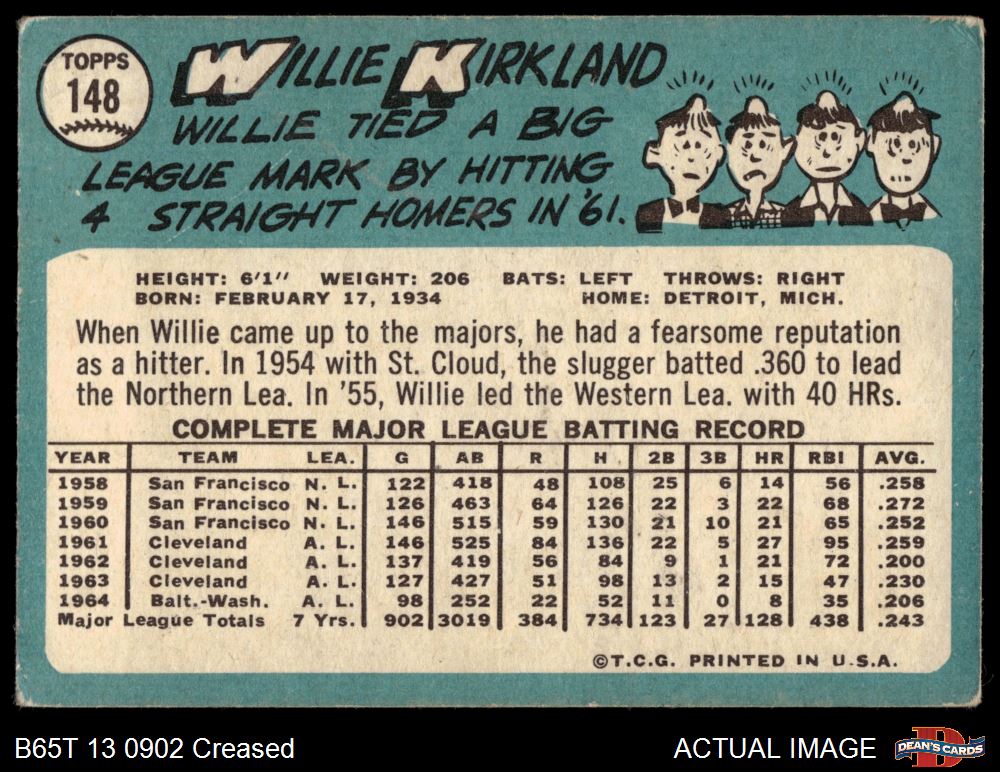 TOPPS
148
WILLIE KIRKLAND
WILLIE TIED A BIG
LEAGUE MARK BY HITTING
4 STRAIGHT HOMERS IN '61.
HEIGHT: 6'1" WEIGHT: 206 BATS: LEFT THROWS: RIGHT
BORN: FEBRUARY 17, 1934 HOME: DETROIT, MICH.
When Willie came up to the majors, he had a fearsome reputation
as a hitter. In 1954 with St. Cloud, the slugger batted .360 to lead
the Northern Lea. In '55, Willie led the Western Lea. with 40 HRs.
COMPLETE MAJOR LEAGUE BATTING RECORD
YEAR TEAM LEA. G AB R H 2B 3B HR RBI AVG.
1958 San Francisco N. L. 122 418 48 108 25 6 14 56 .258
1959 San Francisco N. L. 126 463 64 126 22 3 22 68 .272
1960 San Francisco N. L. 146 515 59 130 21 10 21 65 .252
1961 Cleveland A. L. 146 525 84 136 22 5 27 95 .259
1962 Cleveland A. L. 137 419 56 84 9 1 21 72 .200
1963 Cleveland A. L. 127 427 51 98 13 2 15 47 .230
1964 Balt.-Wash. A. L. 98 252 22 52 11 0 8 35 .206
Major League Totals 7 Yrs. 902 3019 384 734 123 27 128 438 .243
©T.C.G. PRINTED IN U.S.A.
B65T 13 0902 Creased ACTUAL IMAGE DEAN'S CARDS